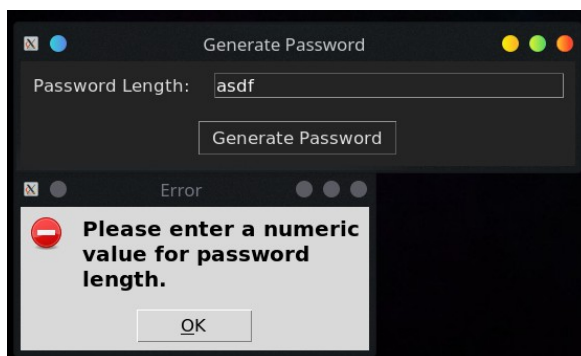 Generate Password
Password Length: asdf
Generate Password
Error
Please enter a numeric
value for password
length.
OK